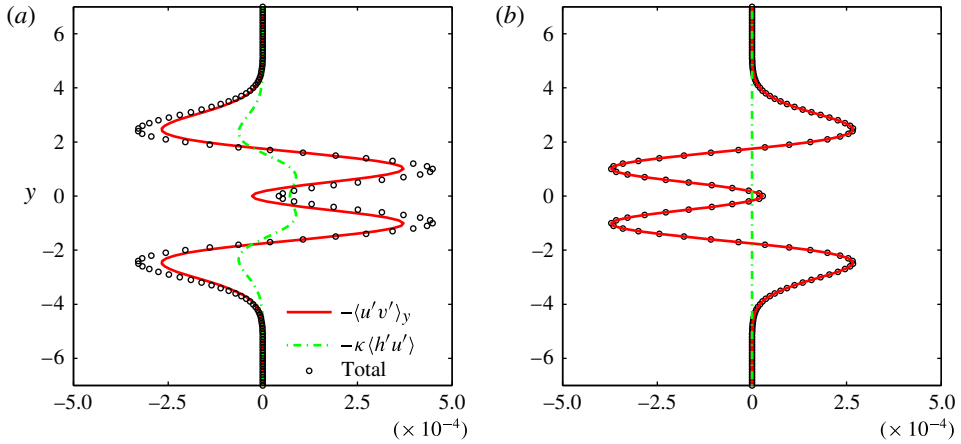 (a) (b)
6 6
4 4
2 2
y 0 0
−2 −2
−4 −4
−6 −6
−⟨u′v′⟩y
−κ⟨h′u′⟩
Total
−5.0 −2.5 0 2.5 5.0 −5.0 −2.5 0 2.5 5.0
(× 10−4) (× 10−4)